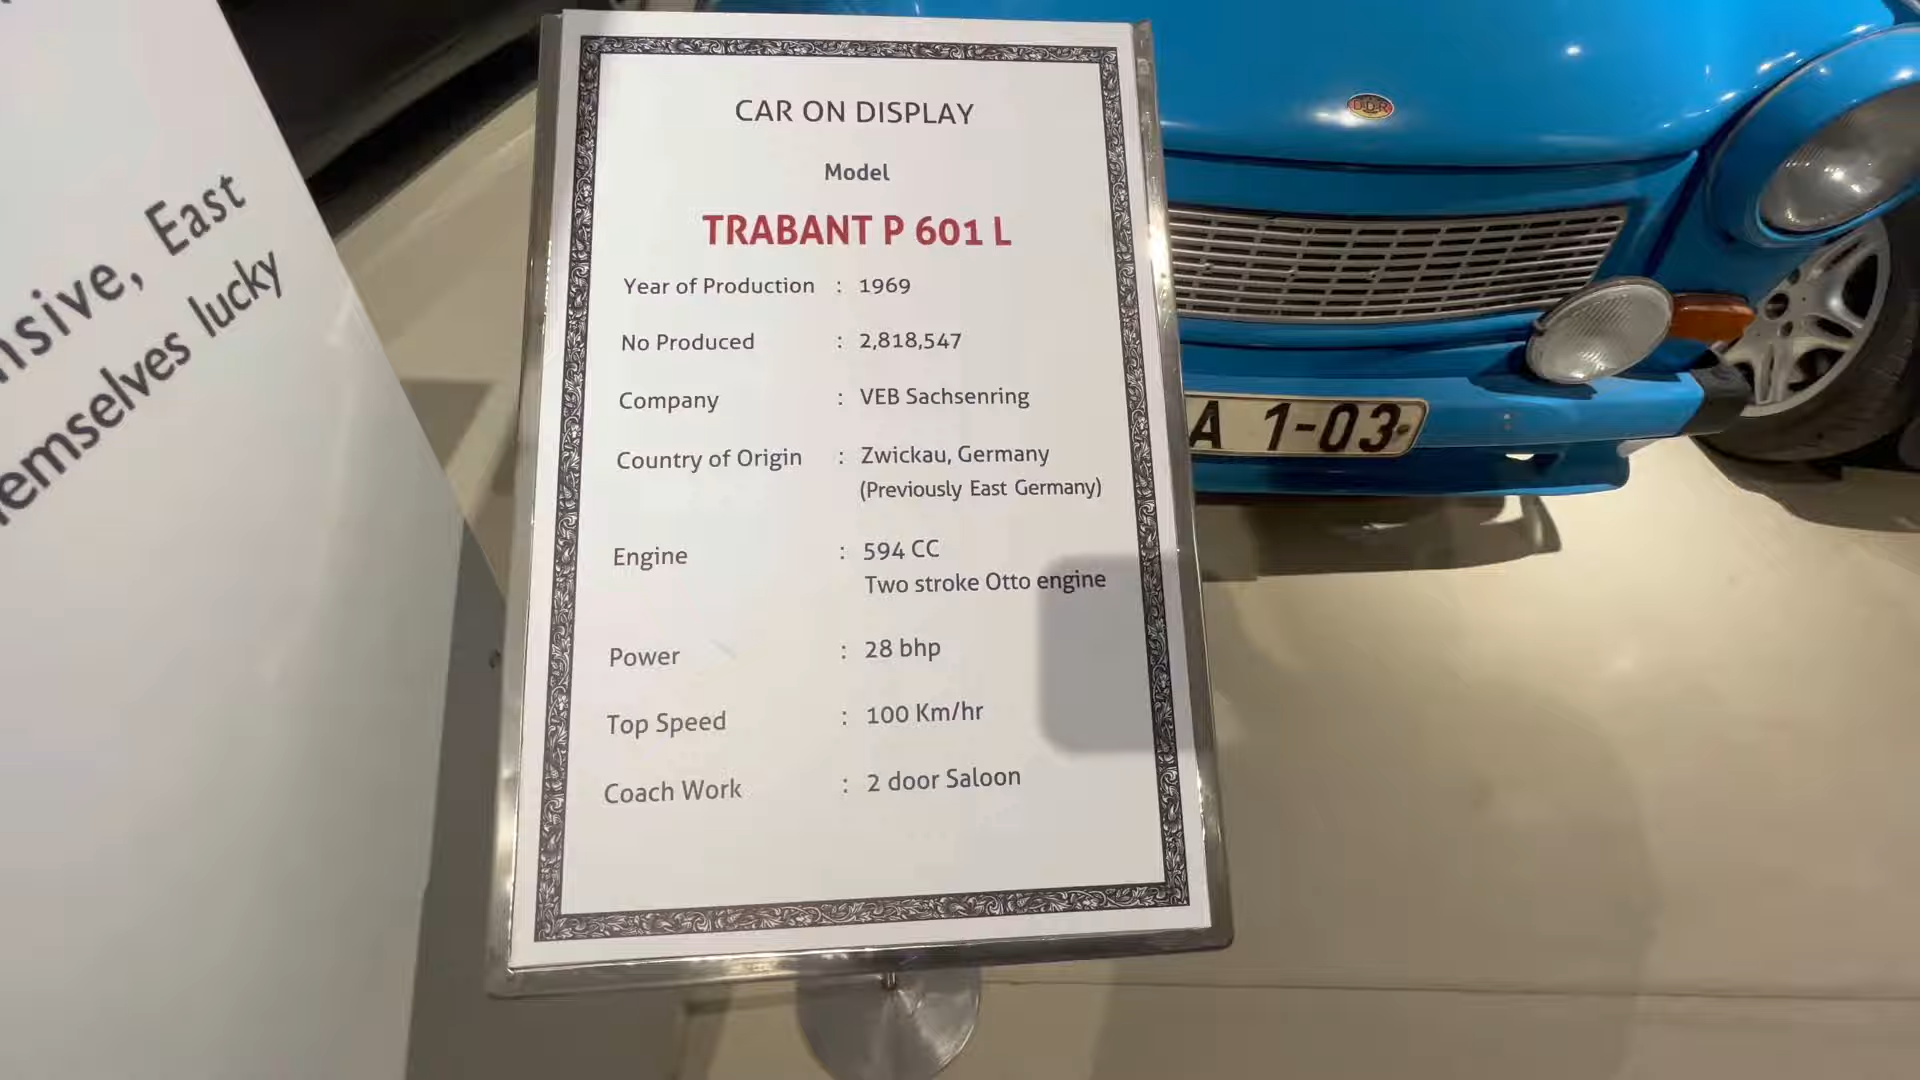 nsive, East
emselves lucky
CAR ON DISPLAY
Model
TRABANT P 601 L
Year of Production : 1969
No Produced : 2,818,547
Company : VEB Sachsenring
Country of Origin : Zwickau, Germany
(Previously East Germany)
Engine : 594 CC
Two stroke Otto engine
Power : 28 bhp
Top Speed : 100 Km/hr
Coach Work : 2 door Saloon
DDR
A 1-03